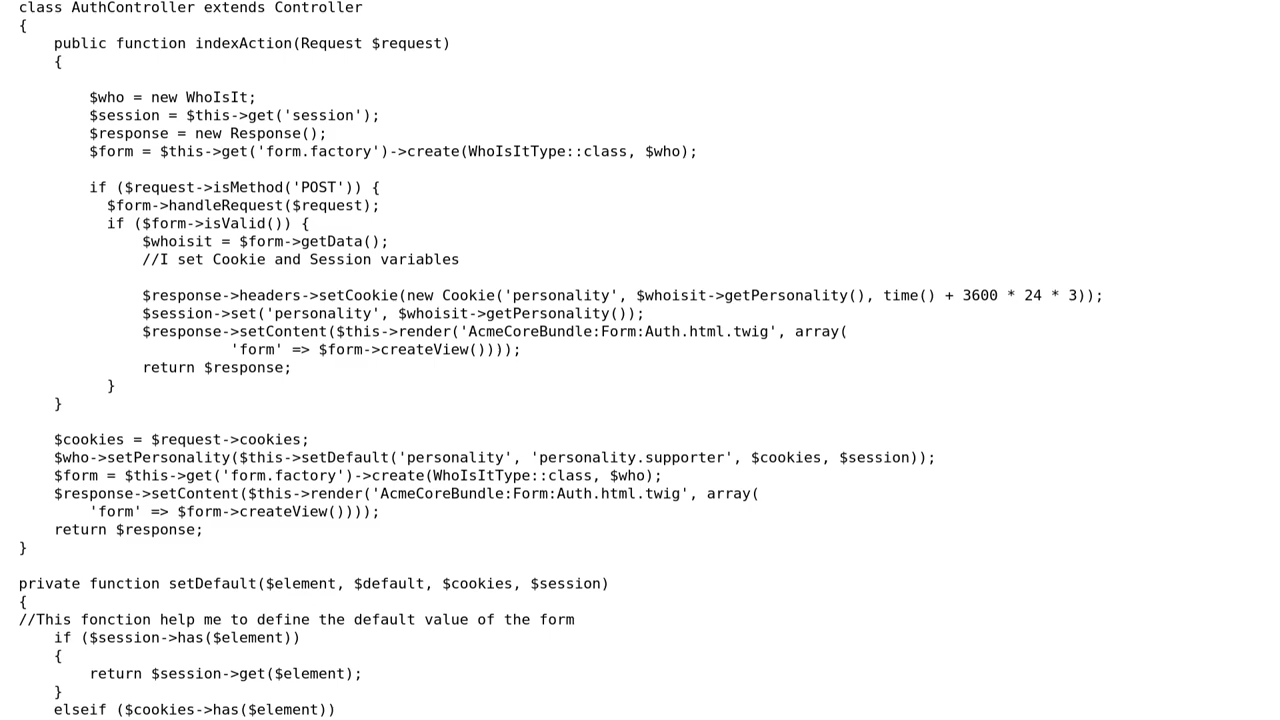 class AuthController extends Controller
{
    public function indexAction(Request $request)
    {

        $who = new WhoIsIt;
        $session = $this->get('session');
        $response = new Response();
        $form = $this->get('form.factory')->create(WhoIsItType::class, $who);

        if ($request->isMethod('POST')) {
          $form->handleRequest($request);
          if ($form->isValid()) {
              $whoisit = $form->getData();
              //I set Cookie and Session variables

              $response->headers->setCookie(new Cookie('personality', $whoisit->getPersonality(), time() + 3600 * 24 * 3));
              $session->set('personality', $whoisit->getPersonality());
              $response->setContent($this->render('AcmeCoreBundle:Form:Auth.html.twig', array(
                        'form' => $form->createView())));
              return $response;
          }
    }

    $cookies = $request->cookies;
    $who->setPersonality($this->setDefault('personality', 'personality.supporter', $cookies, $session));
    $form = $this->get('form.factory')->create(WhoIsItType::class, $who);
    $response->setContent($this->render('AcmeCoreBundle:Form:Auth.html.twig', array(
        'form' => $form->createView())));
    return $response;
}

private function setDefault($element, $default, $cookies, $session)
{
//This fonction help me to define the default value of the form
    if ($session->has($element))
    {
        return $session->get($element);
    }
    elseif ($cookies->has($element))